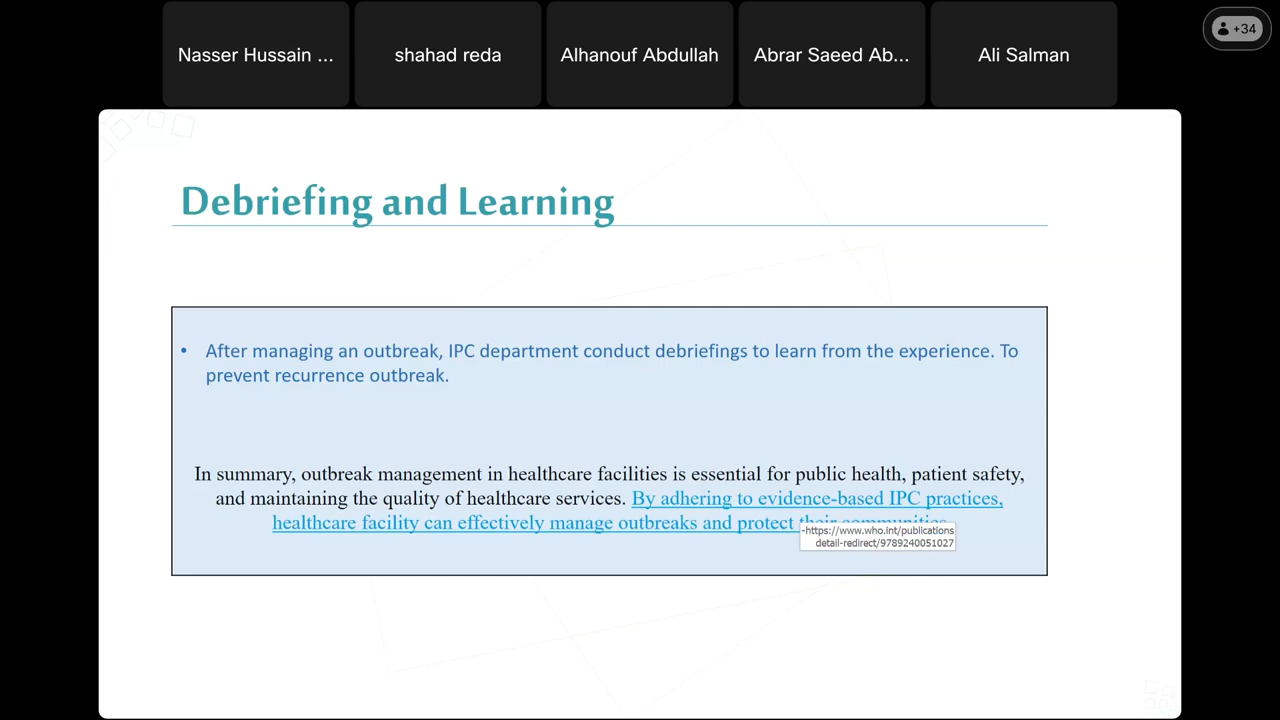 Nasser Hussain ...
shahad reda
Alhanouf Abdullah
Abrar Saeed Ab...
Ali Salman
+34
Debriefing and Learning
• After managing an outbreak, IPC department conduct debriefings to learn from the experience. To
prevent recurrence outbreak.
In summary, outbreak management in healthcare facilities is essential for public health, patient safety,
and maintaining the quality of healthcare services. By adhering to evidence-based IPC practices,
healthcare facility can effectively manage outbreaks and protect their communities.
-https://www.who.int/publications
detail-redirect/9789240051027